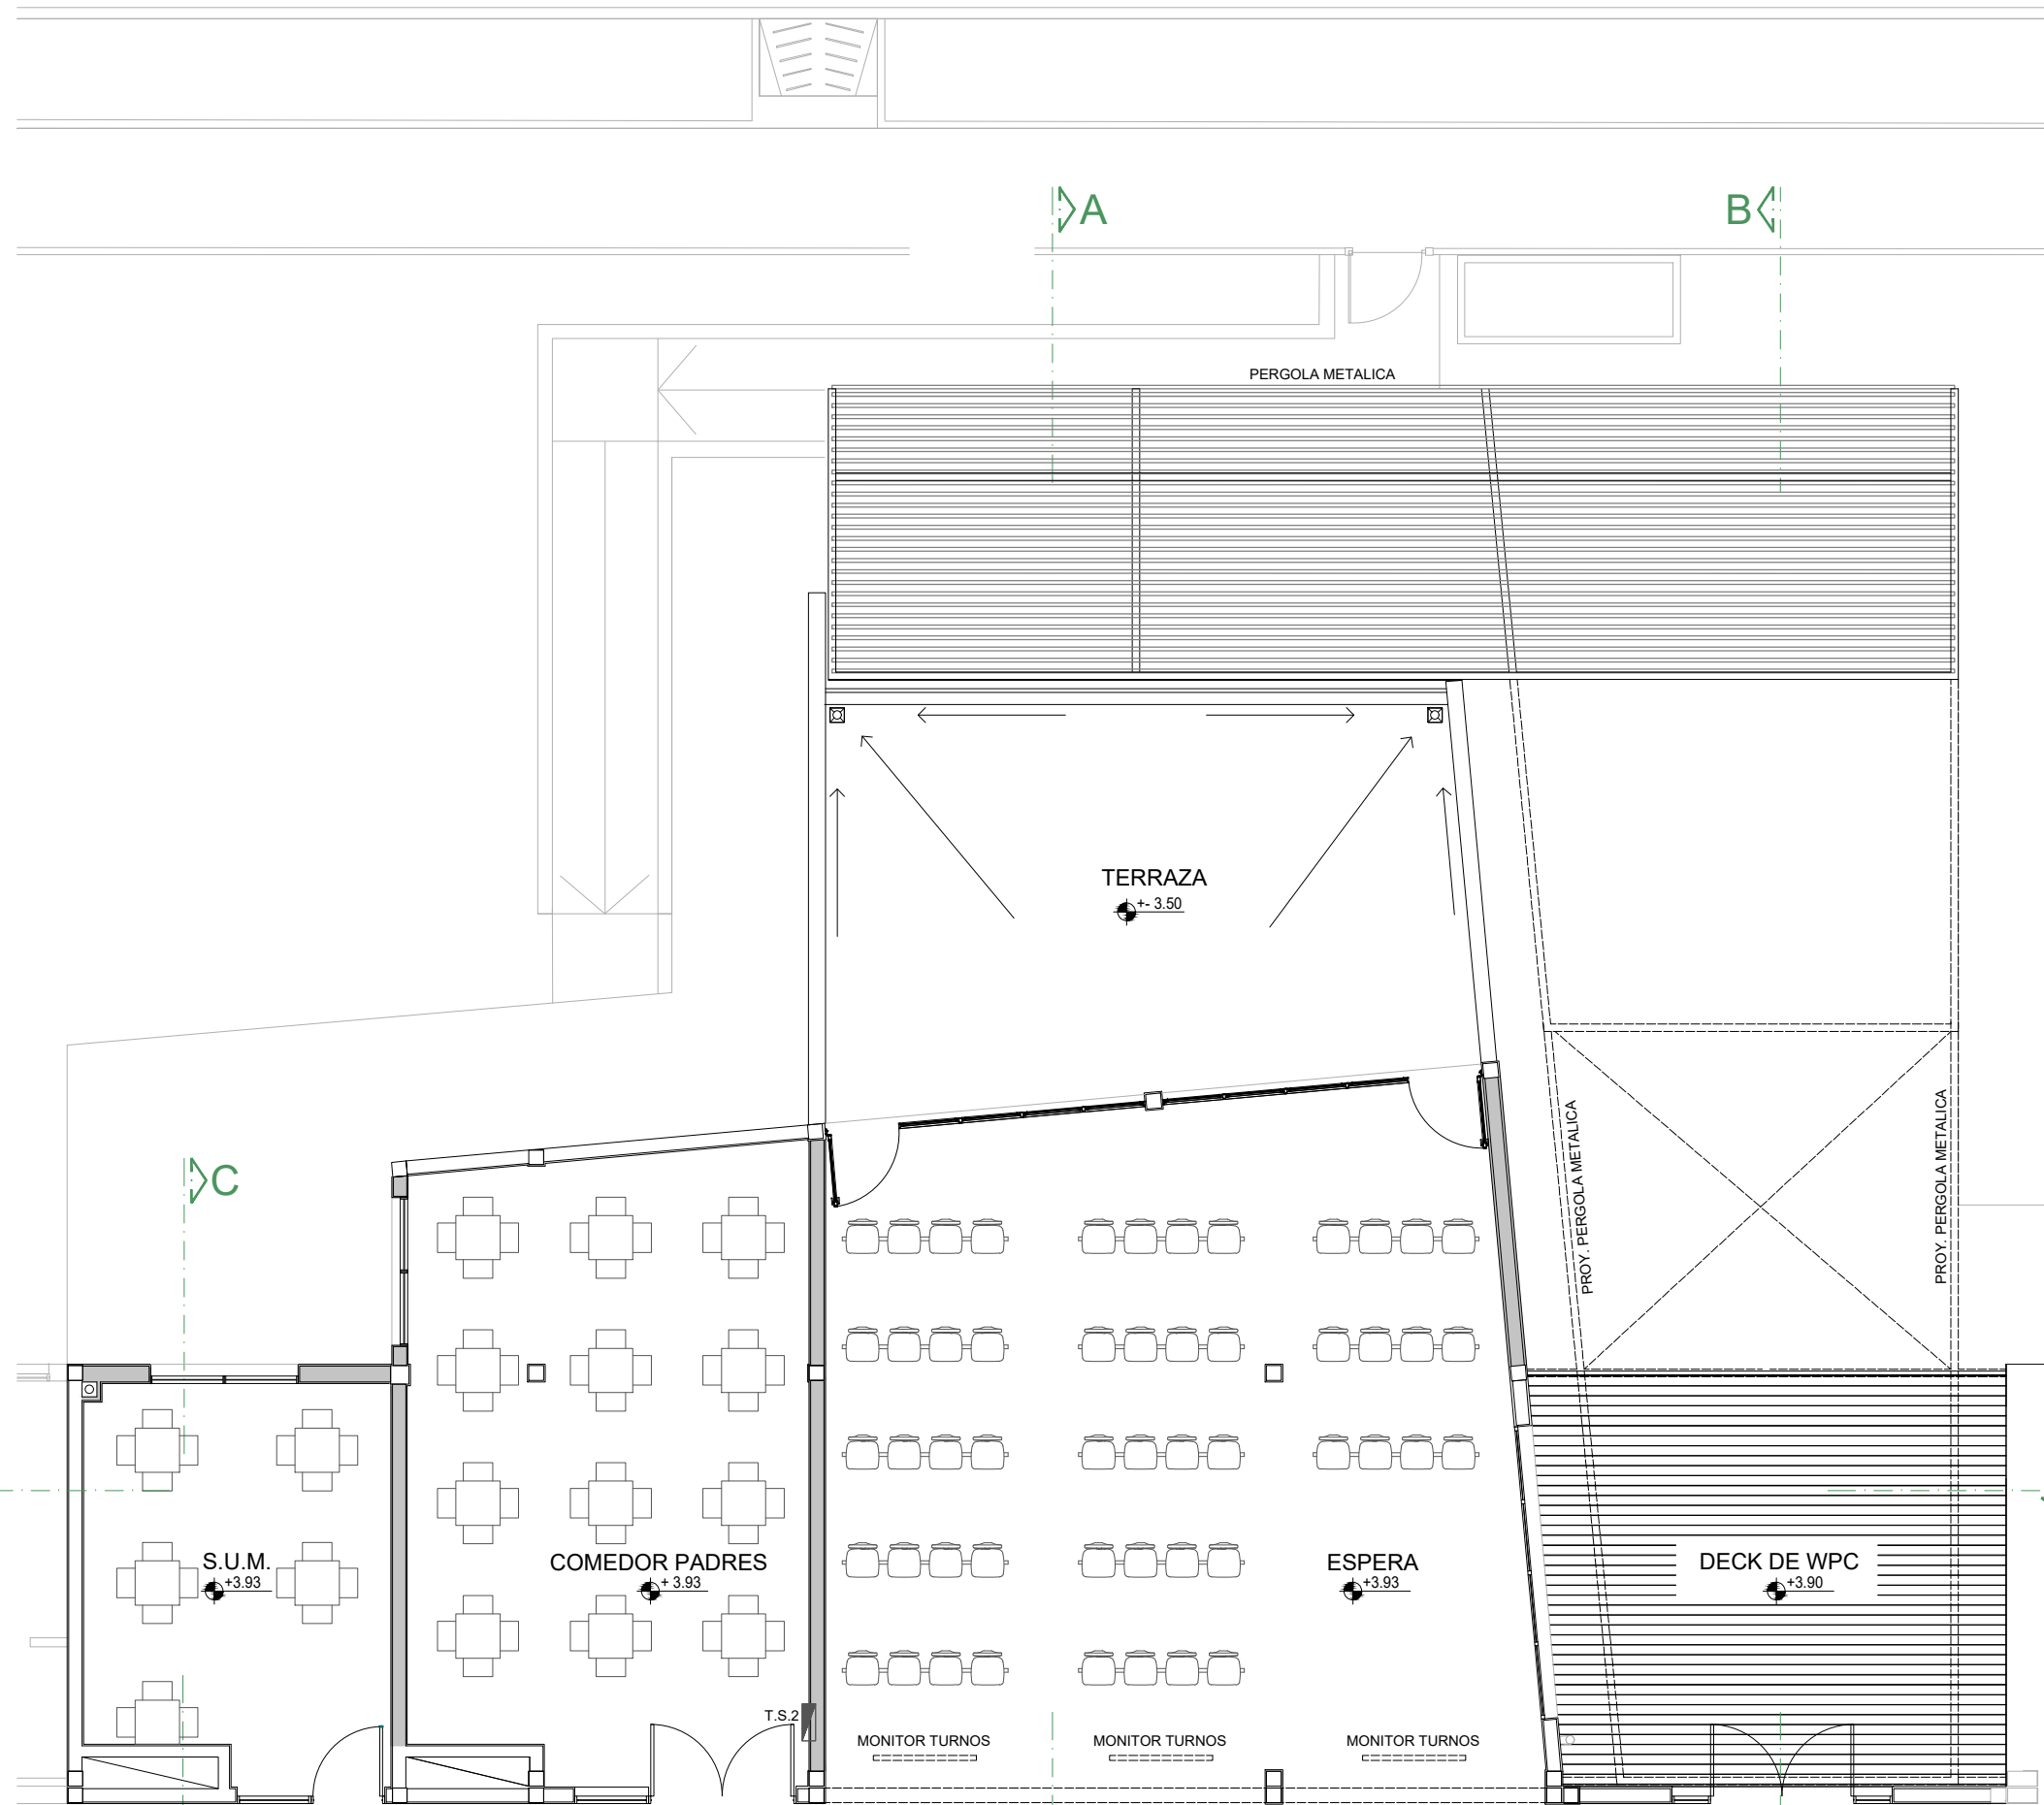 A
B
PERGOLA METALICA
TERRAZA
+- 3.50
PROY. PERGOLA METALICA
PROY. PERGOLA METALICA
C
S.U.M.
+3.93
COMEDOR PADRES
+ 3.93
ESPERA
+3.93
DECK DE WPC
+3.90
T.S.2
MONITOR TURNOS
MONITOR TURNOS
MONITOR TURNOS